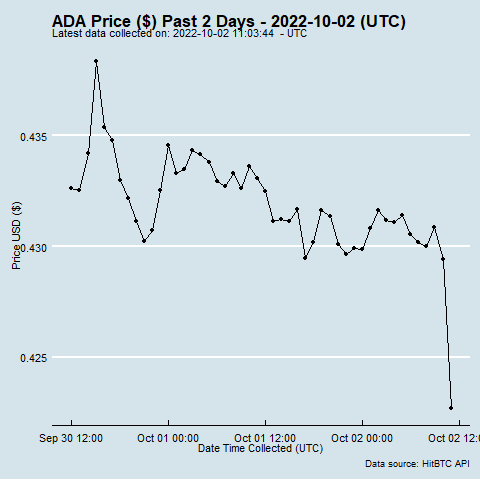 ADA Price ($) Past 2 Days - 2022-10-02 (UTC)
Latest data collected on: 2022-10-02 11:03:44 - UTC
0.435
0.430
0.425
Price USD ($)
Sep 30 12:00
Oct 01 00:00
Oct 01 12:00
Oct 02 00:00
Oct 02 12:0
Date Time Collected (UTC)
Data source: HitBTC API